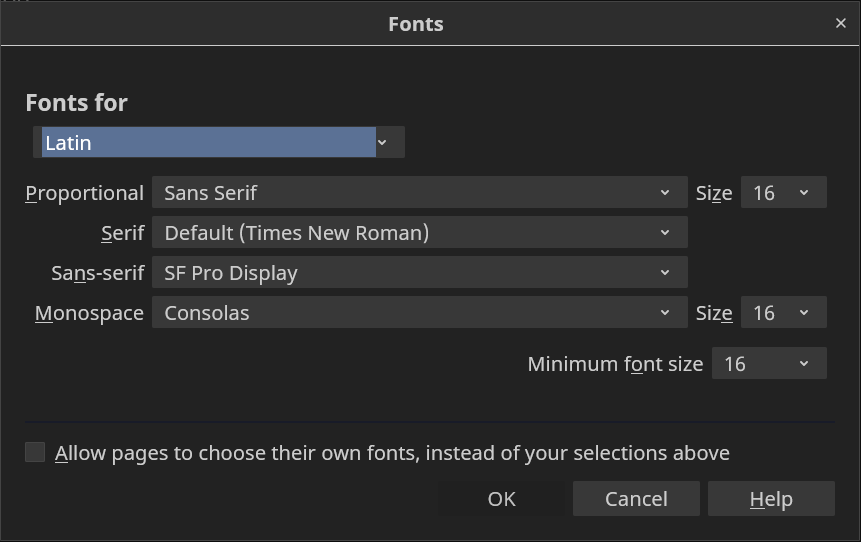 Fonts
Fonts for
Latin
Proportional Sans Serif Size 16
Serif Default (Times New Roman)
Sans-serif SF Pro Display
Monospace Consolas Size 16
Minimum font size 16
Allow pages to choose their own fonts, instead of your selections above
OK Cancel Help